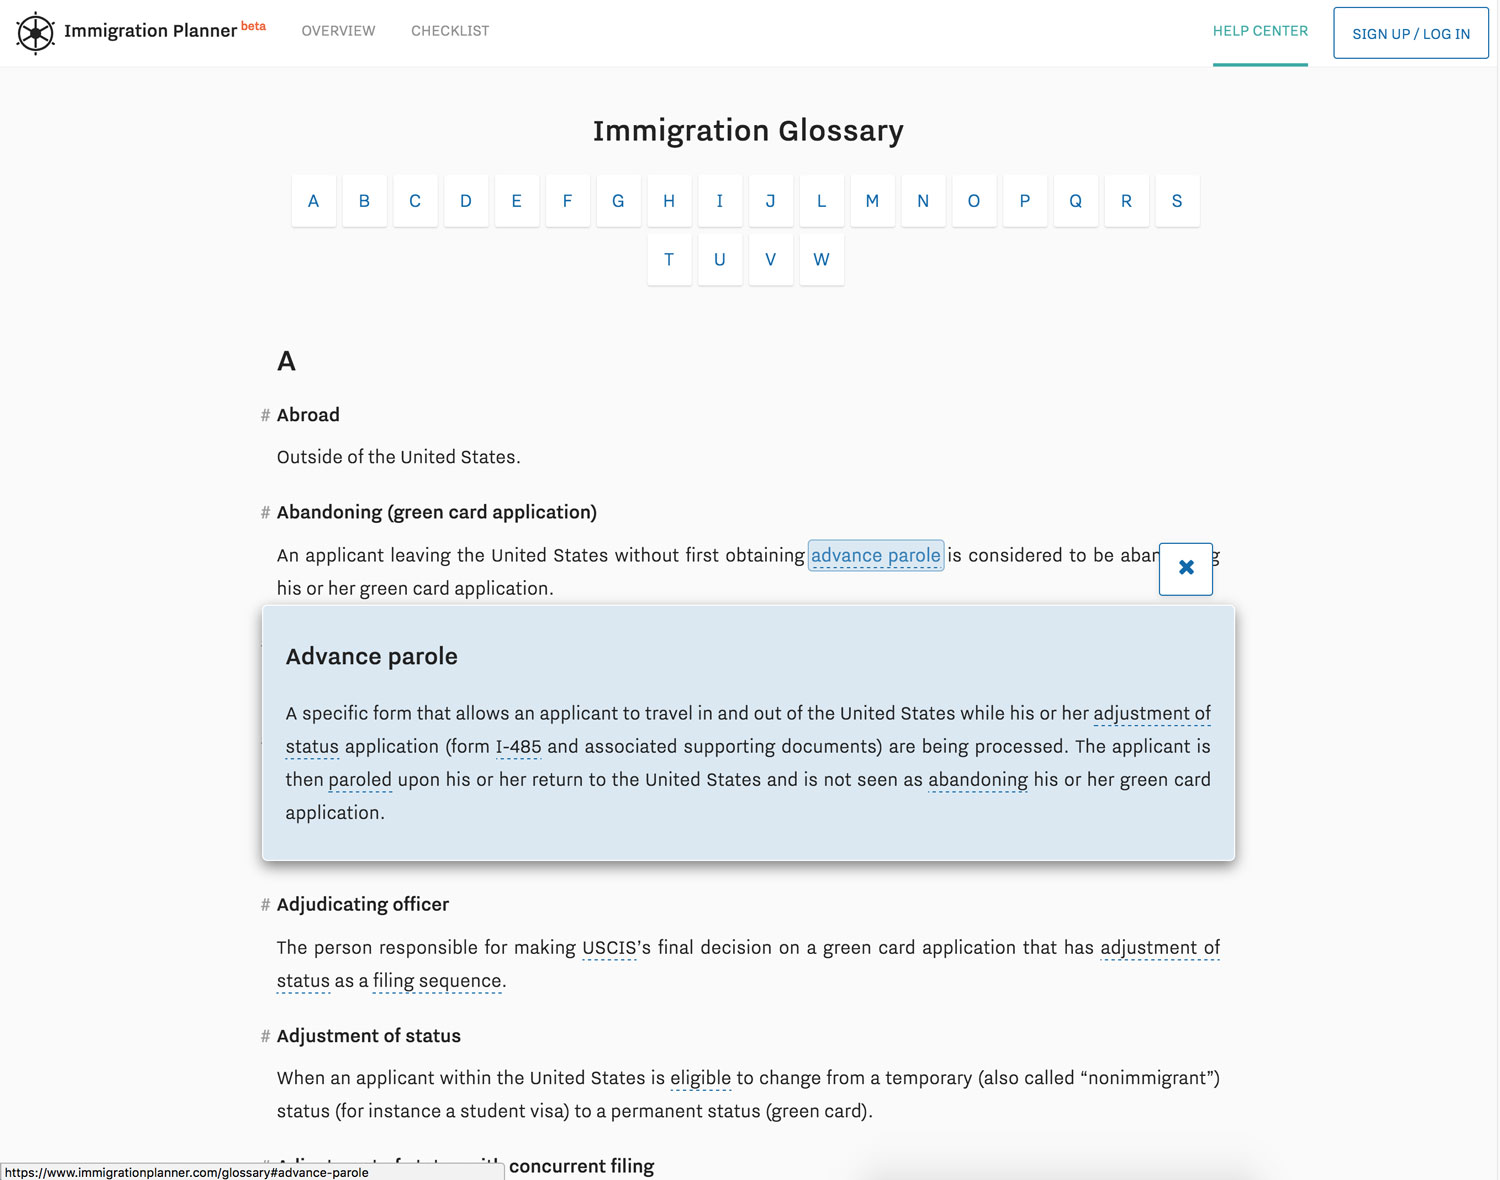 Immigration Planner beta OVERVIEW CHECKLIST HELP CENTER SIGN UP / LOG IN
Immigration Glossary
A B C D E F G H I J L M N O P Q R S
T U V W
A
# Abroad
Outside of the United States.
# Abandoning (green card application)
An applicant leaving the United States without first obtaining advance parole is considered to be
his or her green card application.
Advance parole
A specific form that allows an applicant to travel in and out of the United States while his or her adjustment of
status application (form I-485 and associated supporting documents) are being processed. The applicant is
then paroled upon his or her return to the United States and is not seen as abandoning his or her green card
application.
# Adjudicating officer
The person responsible for making USCIS’s final decision on a green card application that has adjustment of
status as a filing sequence.
# Adjustment of status
When an applicant within the United States is eligible to change from a temporary (also called “nonimmigrant”)
status (for instance a student visa) to a permanent status (green card).
concurrent filing
https://www.immigrationplanner.com/glossary#advance-parole